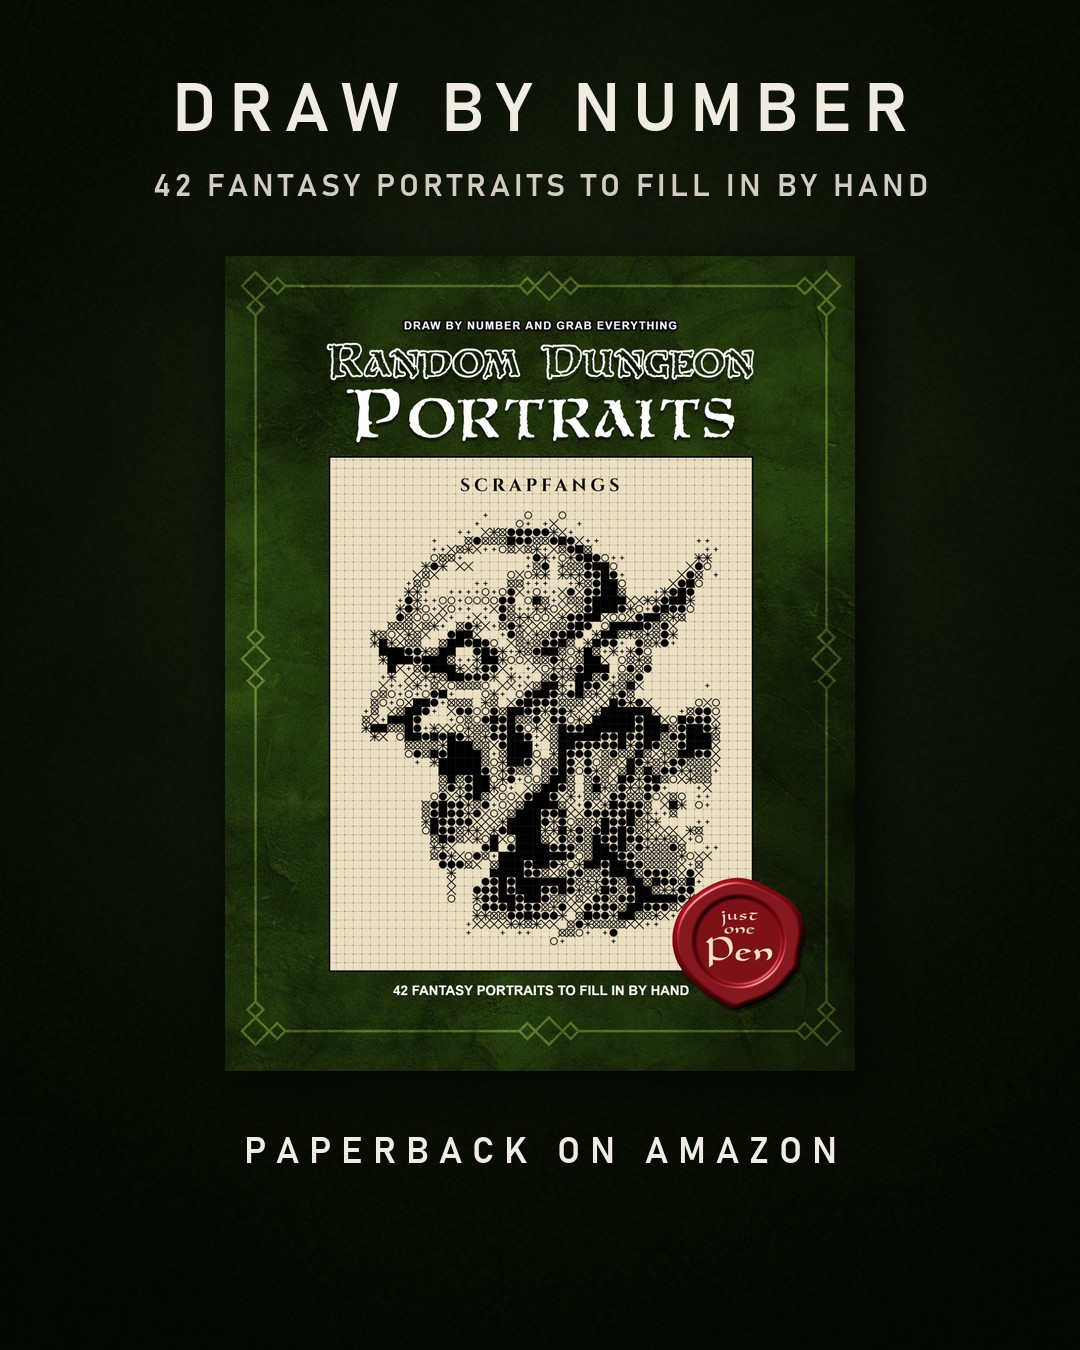 DRAW BY NUMBER
42 FANTASY PORTRAITS TO FILL IN BY HAND
DRAW BY NUMBER AND GRAB EVERYTHING
RANDOM DUNGEON
PORTRAITS
SCRAPFANGS
just
one
Pen
42 FANTASY PORTRAITS TO FILL IN BY HAND
PAPERBACK ON AMAZON